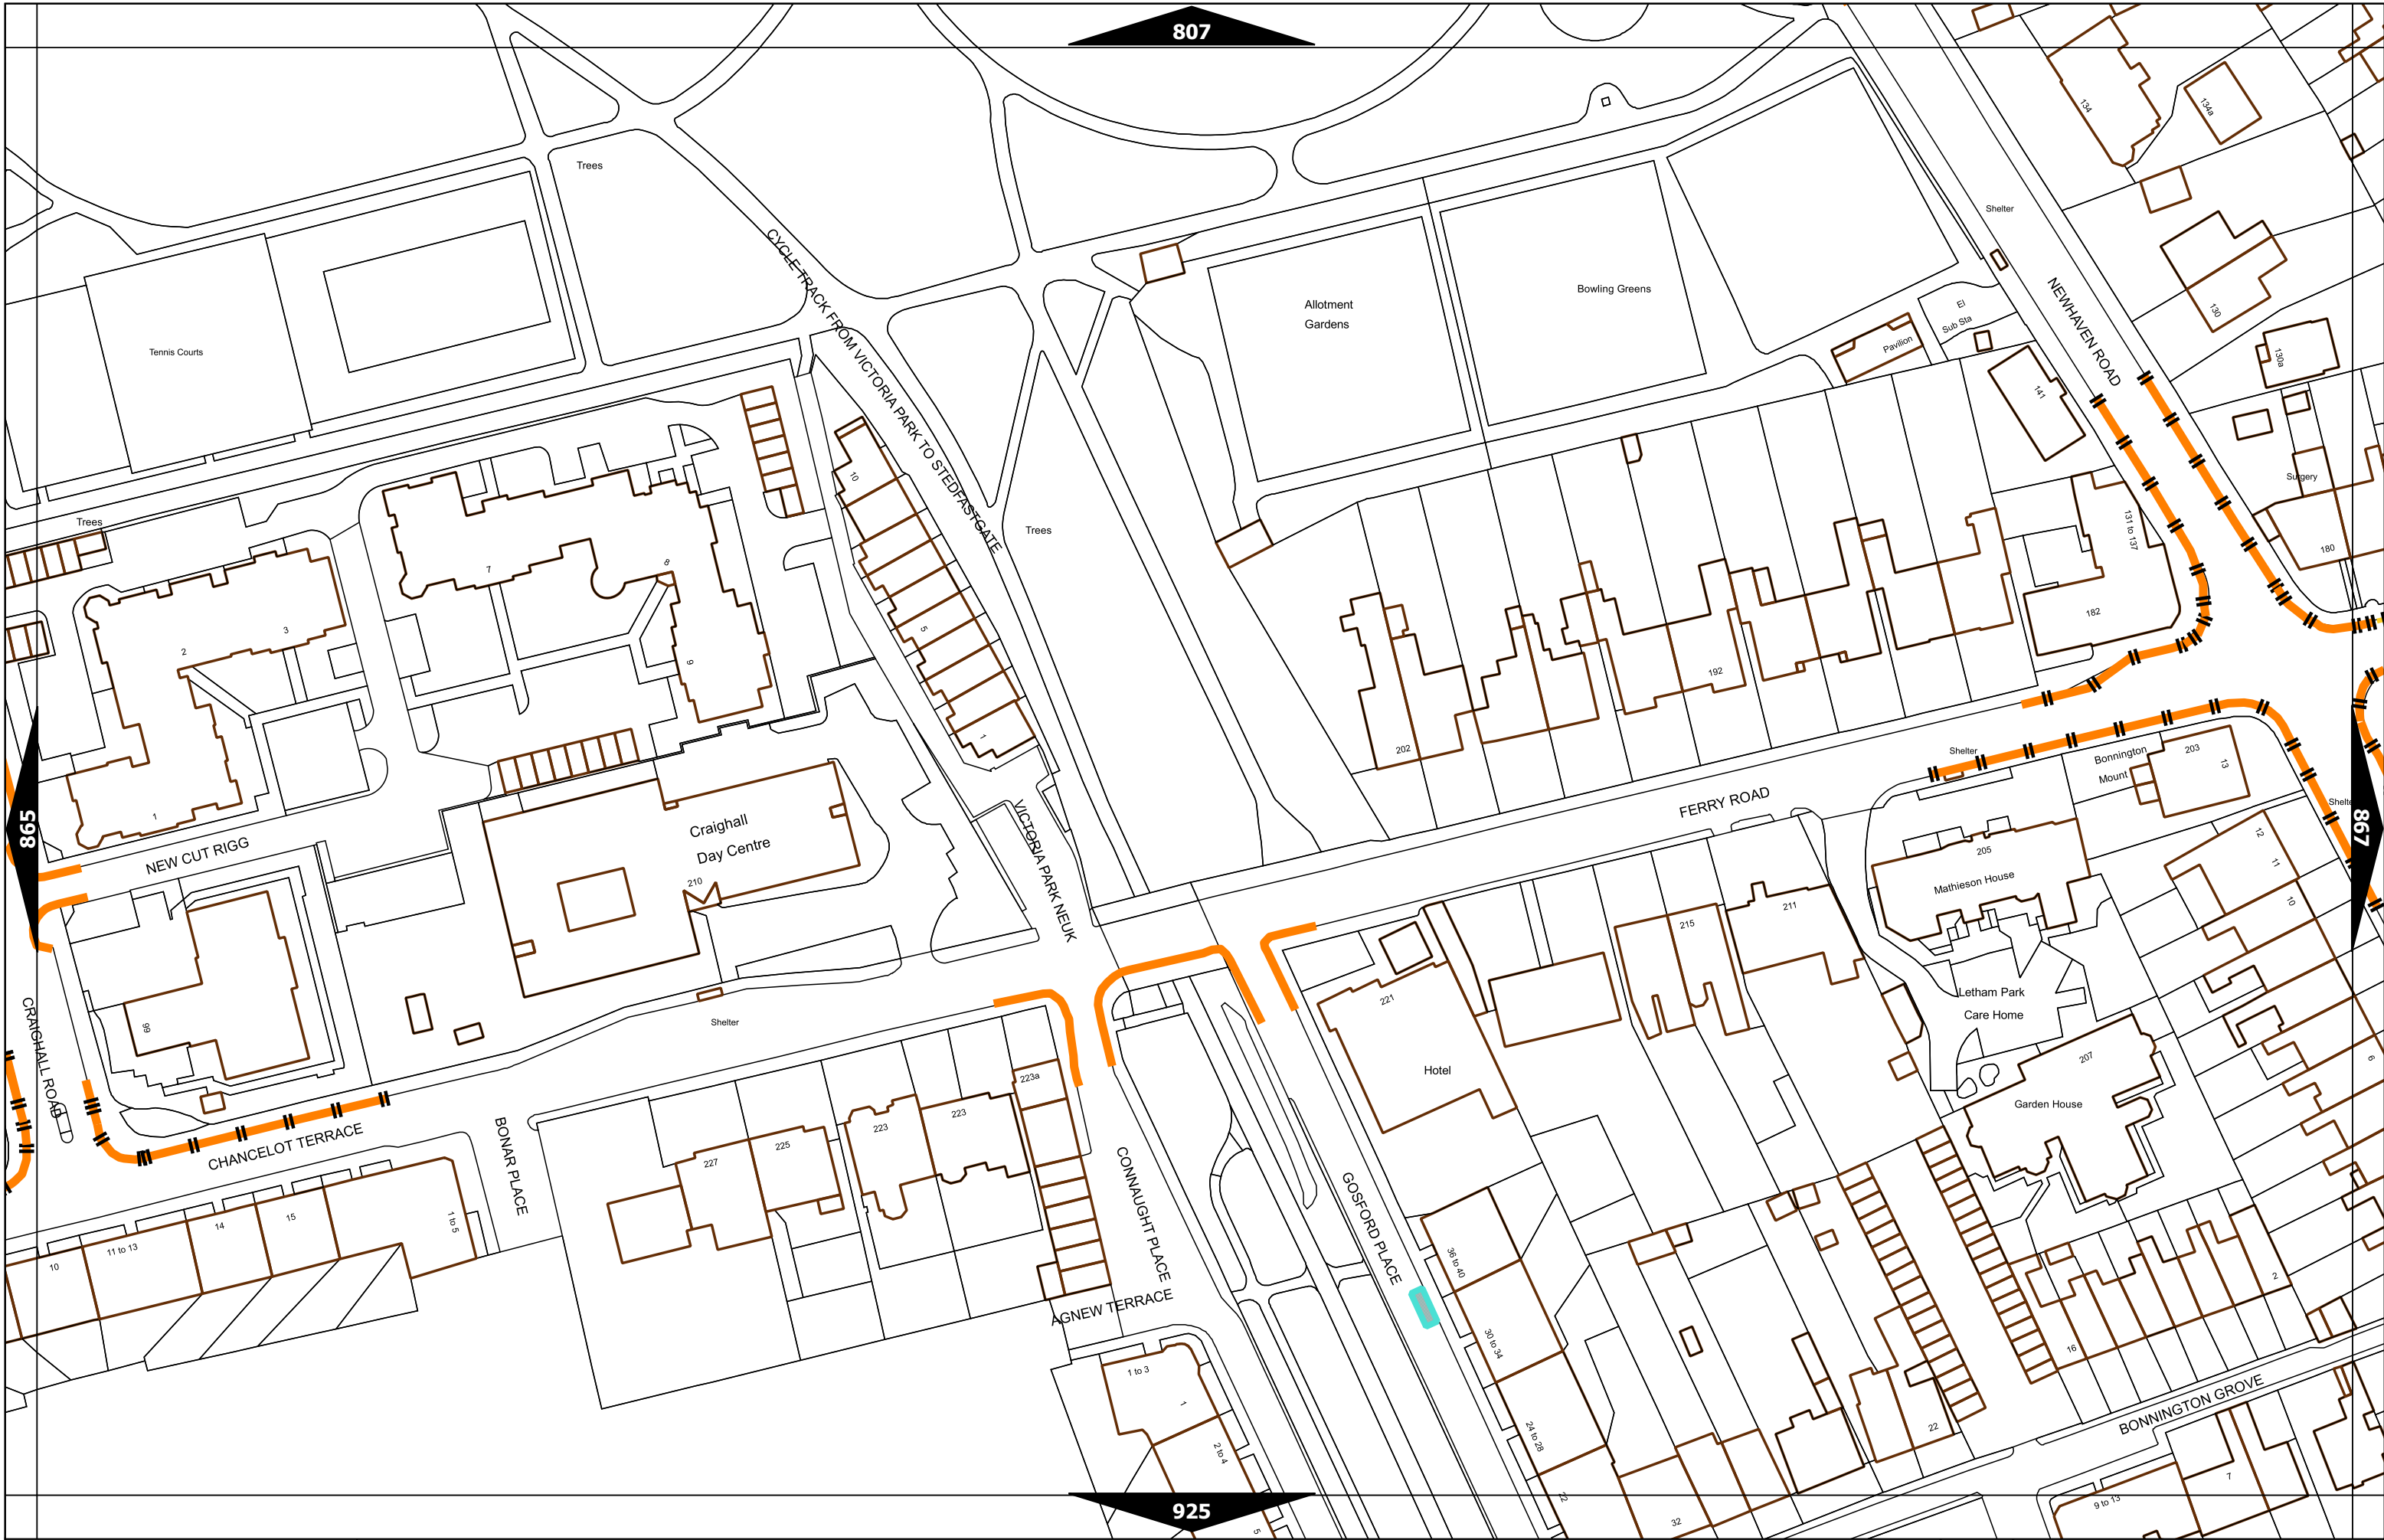 807
134
134a
Trees
Shelter
CYCLE TRACK FROM VICTORIA PARK TO STEDFASTGATE
NEWHAVEN ROAD
Bowling Greens
Allotment
Gardens
El
Sub Sta
130
Pavilion
Tennis Courts
130a
141
10
Surgery
Trees
Trees
131 to 137
180
7
8
182
5
3
2
9
192
1
202
Shelter
Bonnington
Mount
203
13
FERRY ROAD
VICTORIA PARK NEUK
Craighall
Day Centre
210
1
NEW CUT RIGG
865
867
12
11
205
Mathieson House
10
215
211
221
Letham Park
Care Home
CRAIGHALL ROAD
99
Shelter
Hotel
207
6
Garden House
223a
223
223
225
227
CHANCELOT TERRACE
BONAR PLACE
CONNAUGHT PLACE
GOSFORD PLACE
1 to 5
15
14
11 to 13
10
36 to 40
2
AGNEW TERRACE
30 to 34
16
1 to 3
1
BONNINGTON GROVE
22
24 to 28
2 to 4
7
22
9 to 13
925
32
5